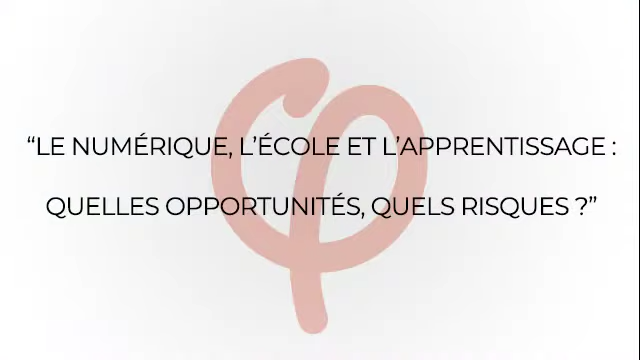 “LE NUMÉRIQUE, L’ÉCOLE ET L’APPRENTISSAGE :
QUELLES OPPORTUNITÉS, QUELS RISQUES ?”